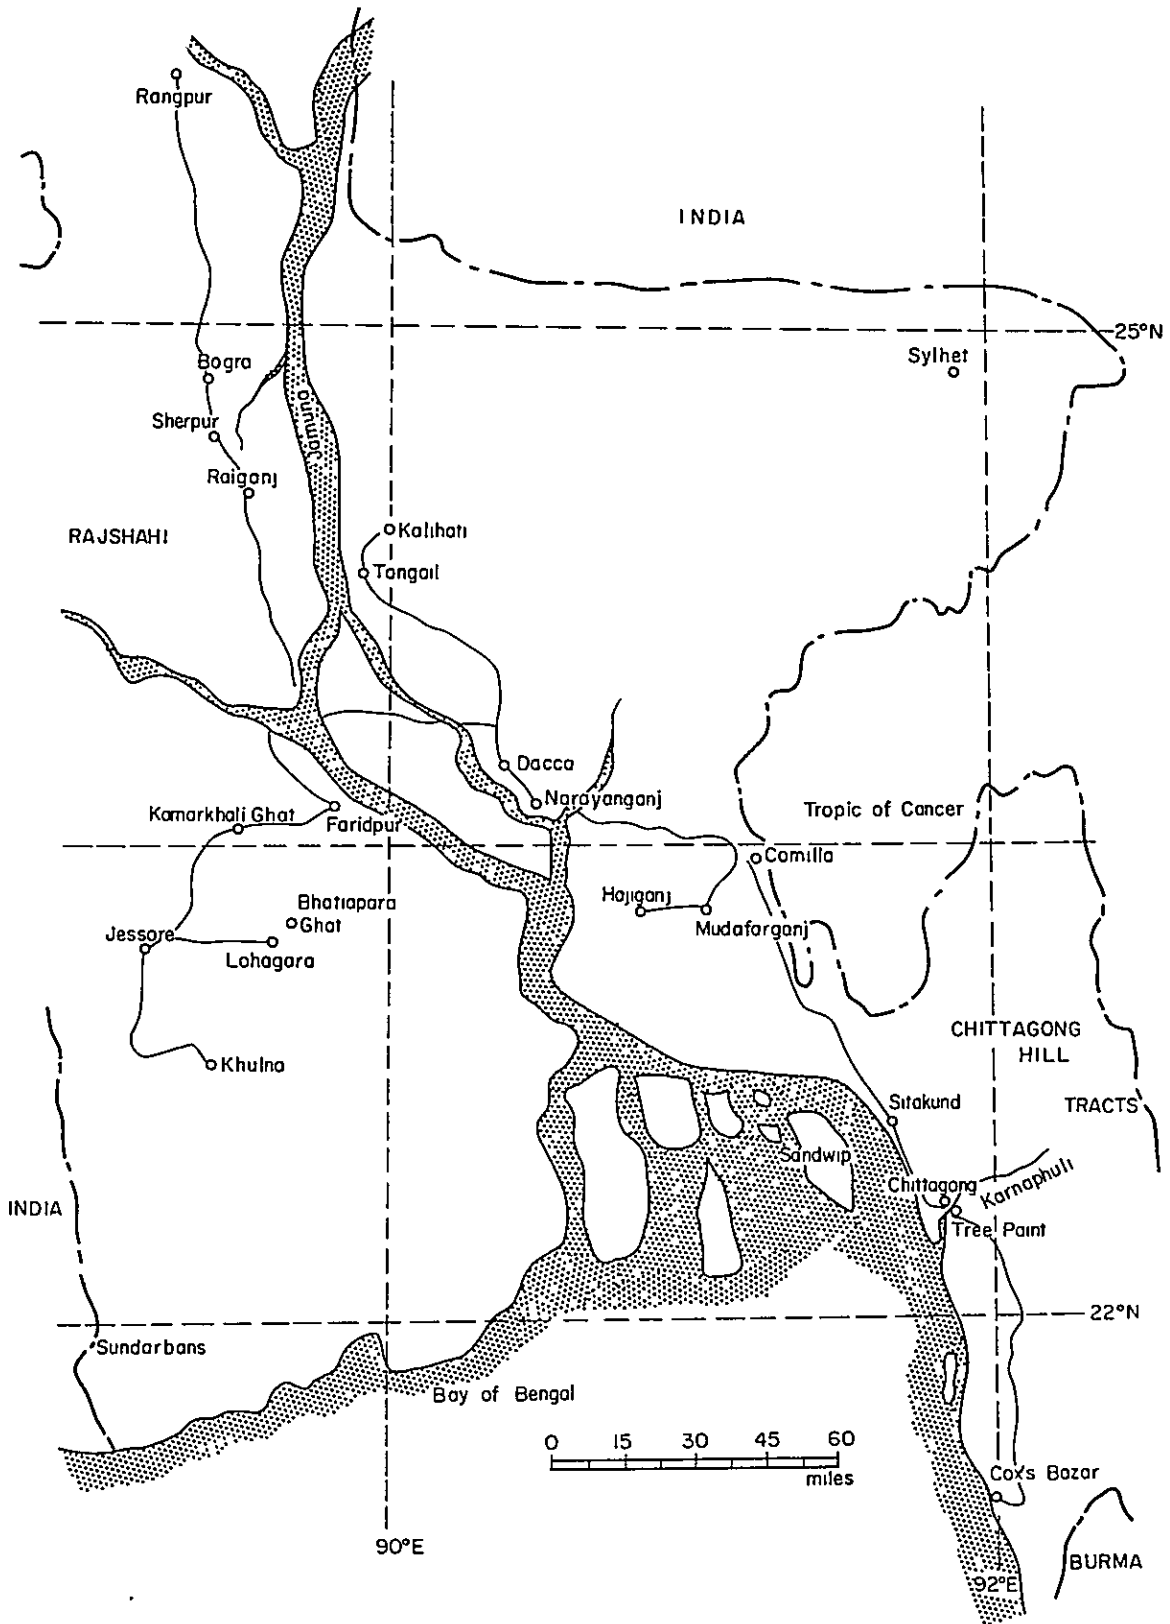 Rangpur
INDIA
25°N
Sylhet
Bogra
Jamuna
Sherpur
Raiganj
Kalihati
RAJSHAHI
Tangail
Dacca
Narayanganj
Tropic of Cancer
Kamarkhali Ghat
Faridpur
Comilla
Hajiganj
Bhatiapara
Ghat
Mudafarganj
Jessore
Lohagara
CHITTAGONG
HILL
Khulna
Sitakund
TRACTS
Sandwip
Chittagong
Karnaphuli
INDIA
Tree Paint
22°N
Sundarbans
Bay of Bengal
0 15 30 45 60
miles
Cox's Bazar
90°E
BURMA
92°E